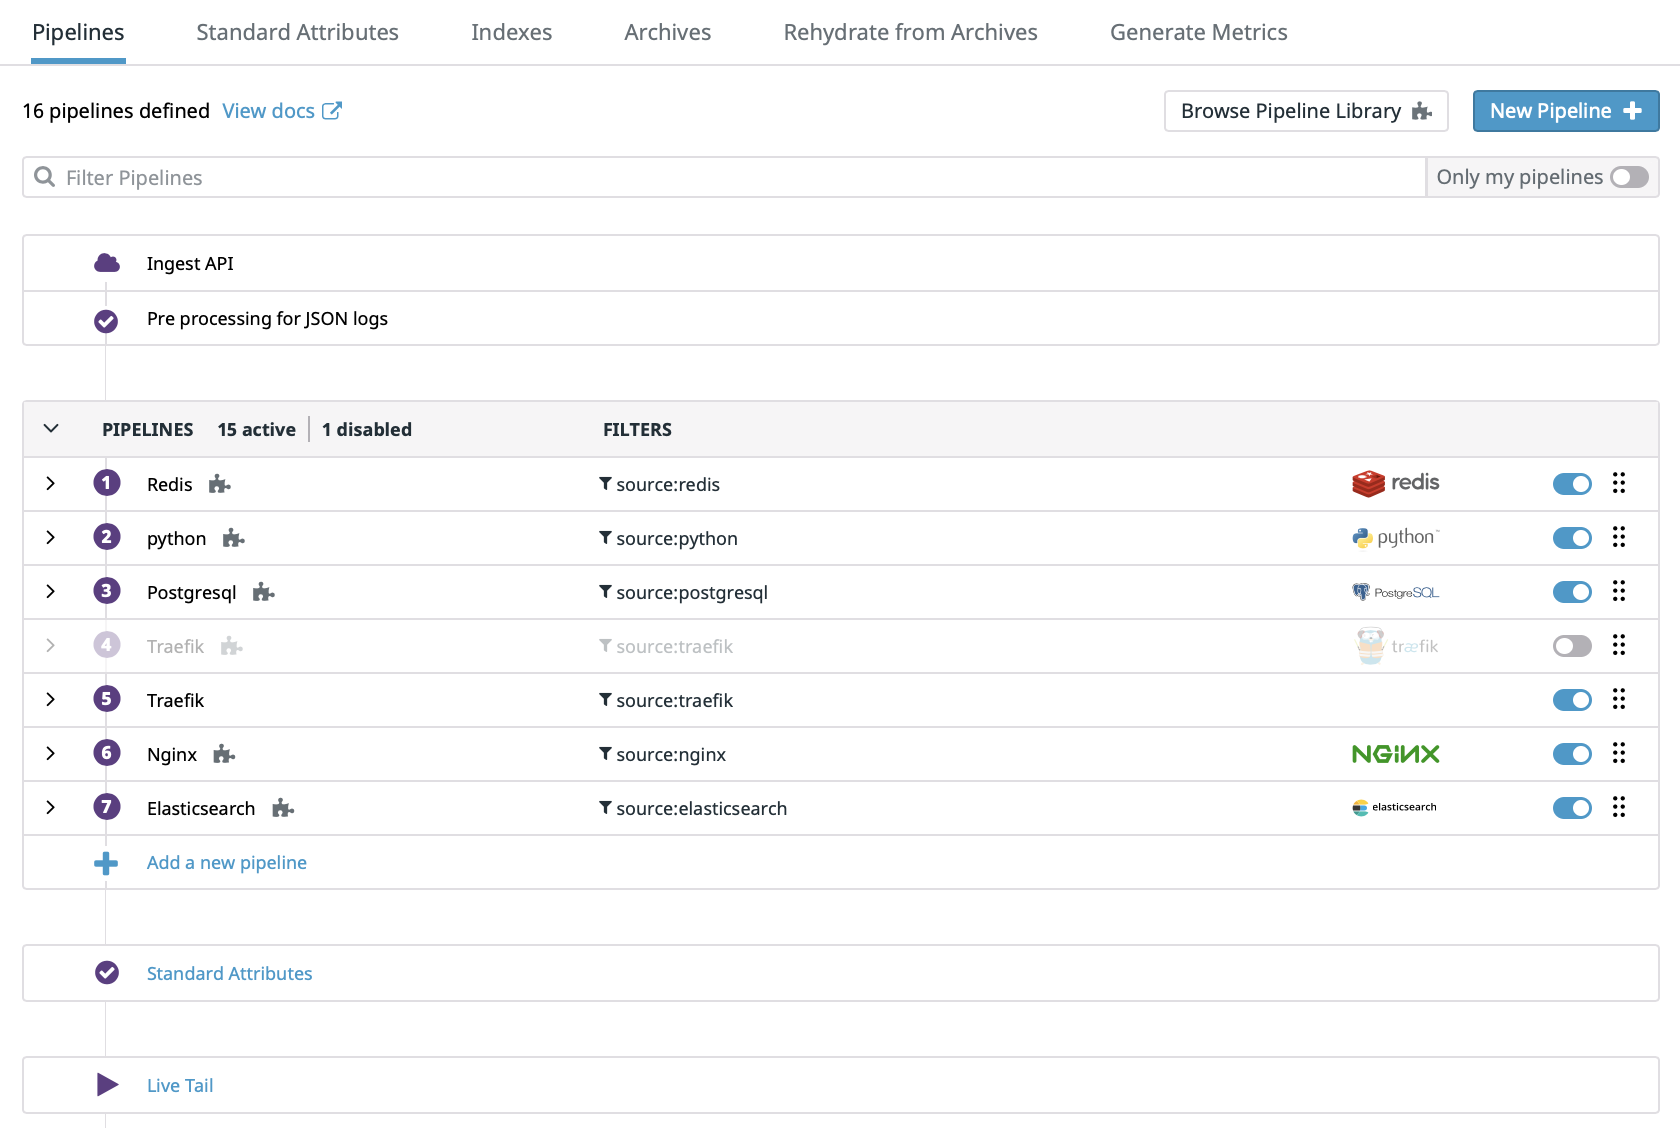 Pipelines Standard Attributes Indexes Archives Rehydrate from Archives Generate Metrics
16 pipelines defined View docs Browse Pipeline Library New Pipeline
Filter Pipelines Only my pipelines
Ingest API
Pre processing for JSON logs
PIPELINES 15 active 1 disabled FILTERS
1 Redis source:redis redis
2 python source:python python™
3 Postgresql source:postgresql PostgreSQL
4 Traefik source:traefik træfik
5 Traefik source:traefik
6 Nginx source:nginx NGINX
7 Elasticsearch source:elasticsearch elasticsearch
Add a new pipeline
Standard Attributes
Live Tail